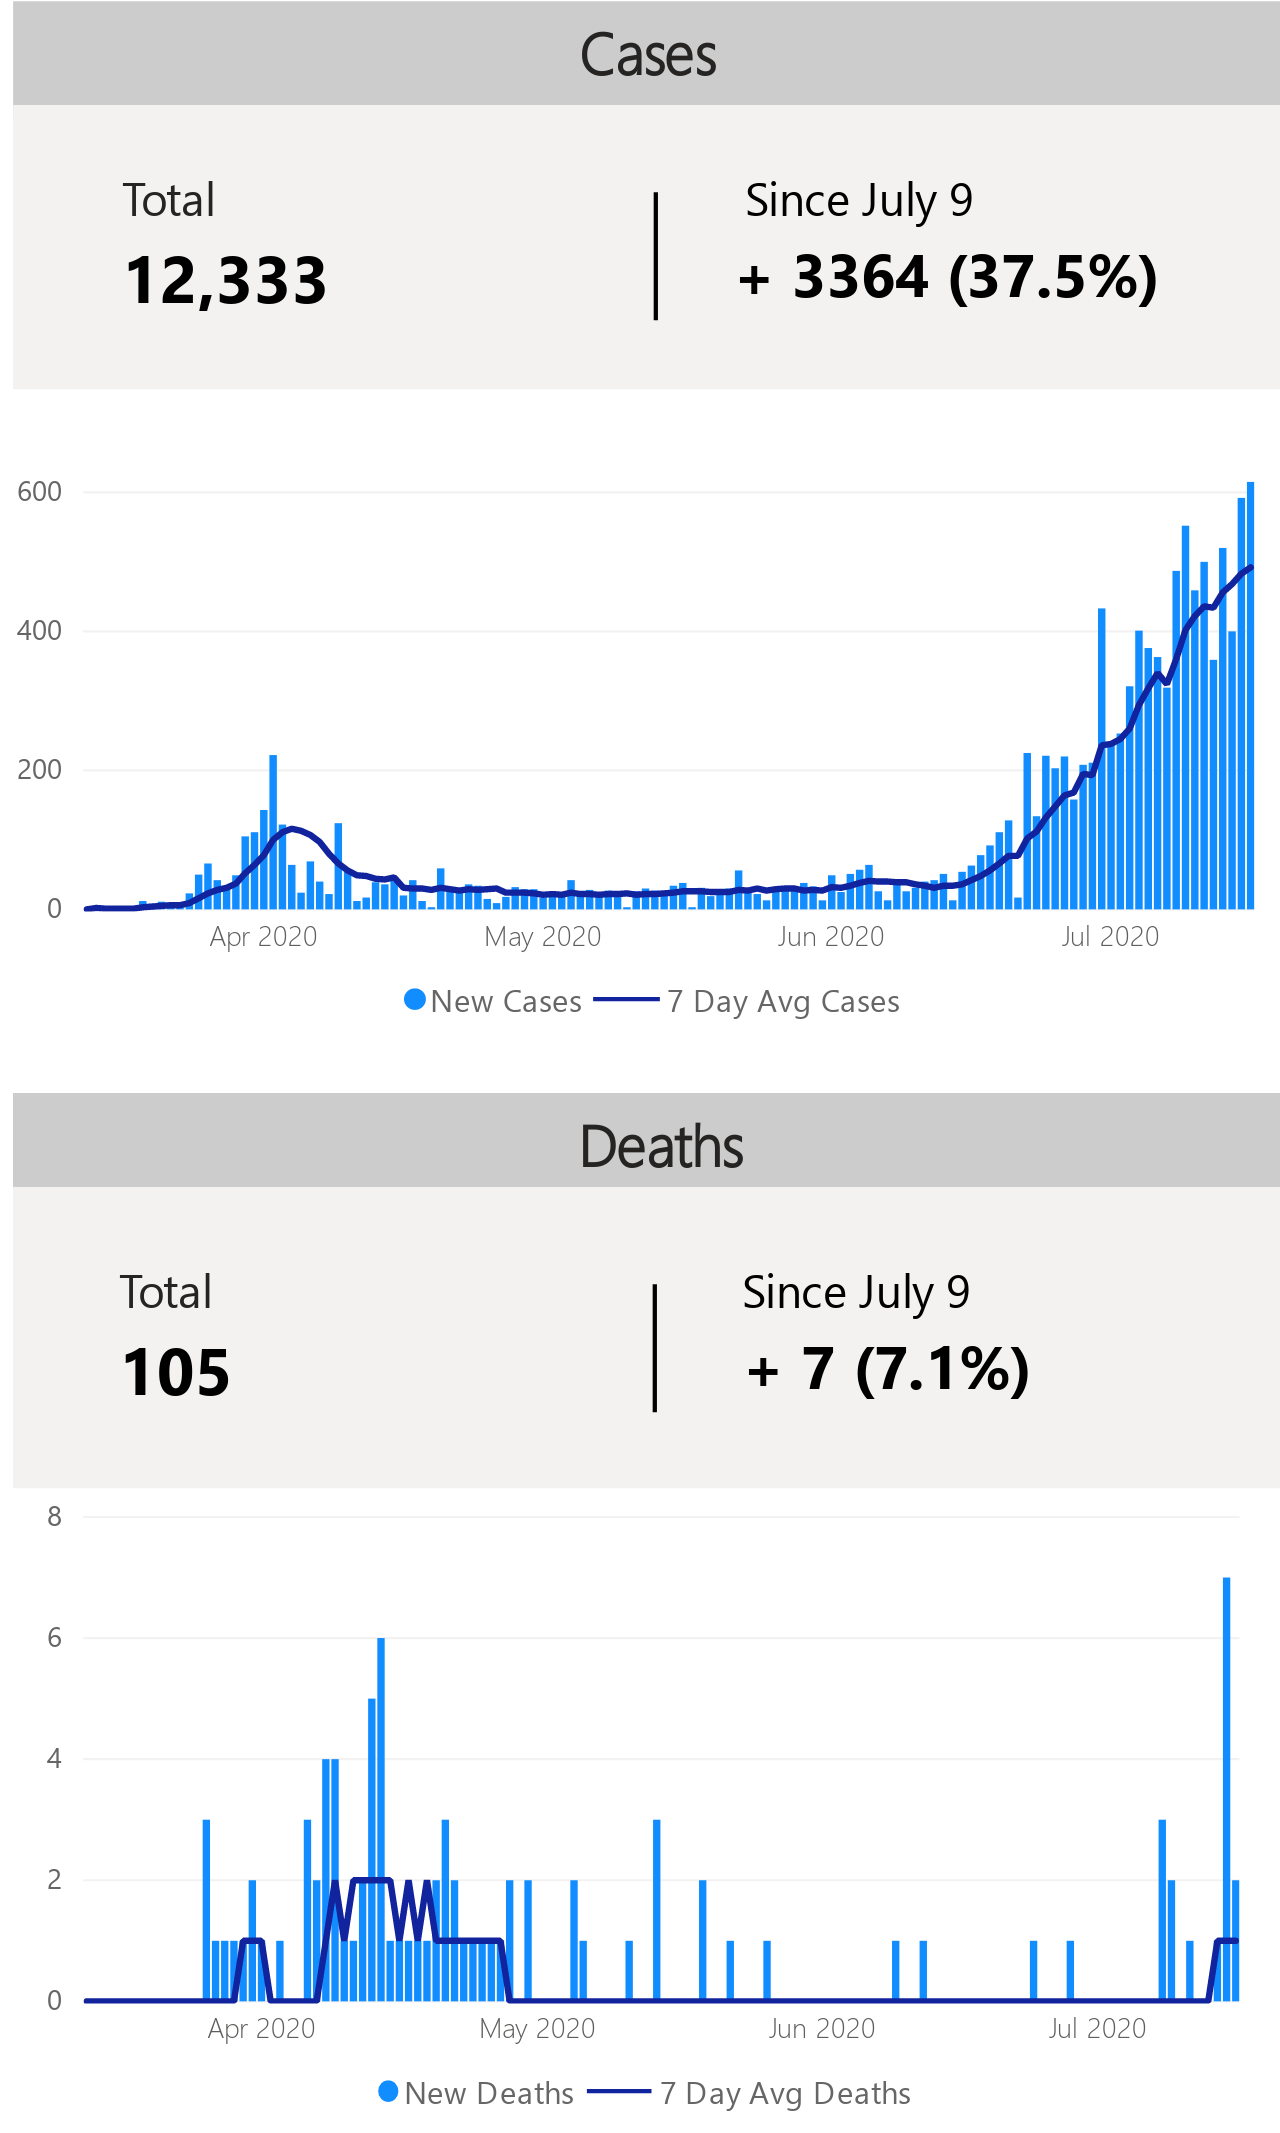 Cases
Total
Since July 9
12,333
+ 3364 (37.5%)
600
400
200
0
Apr 2020
May 2020
Jun 2020
Jul 2020
New Cases
7 Day Avg Cases
Deaths
Total
Since July 9
105
+ 7 (7.1%)
8
6
4
2
0
Apr 2020
May 2020
Jun 2020
Jul 2020
New Deaths
7 Day Avg Deaths